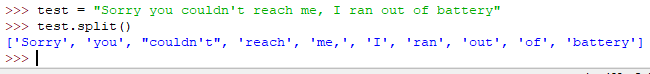 >>> test = "Sorry you couldn't reach me, I ran out of battery"
>>> test.split()
['Sorry', 'you', "couldn't", 'reach', 'me,', 'I', 'ran', 'out', 'of', 'battery']
>>>